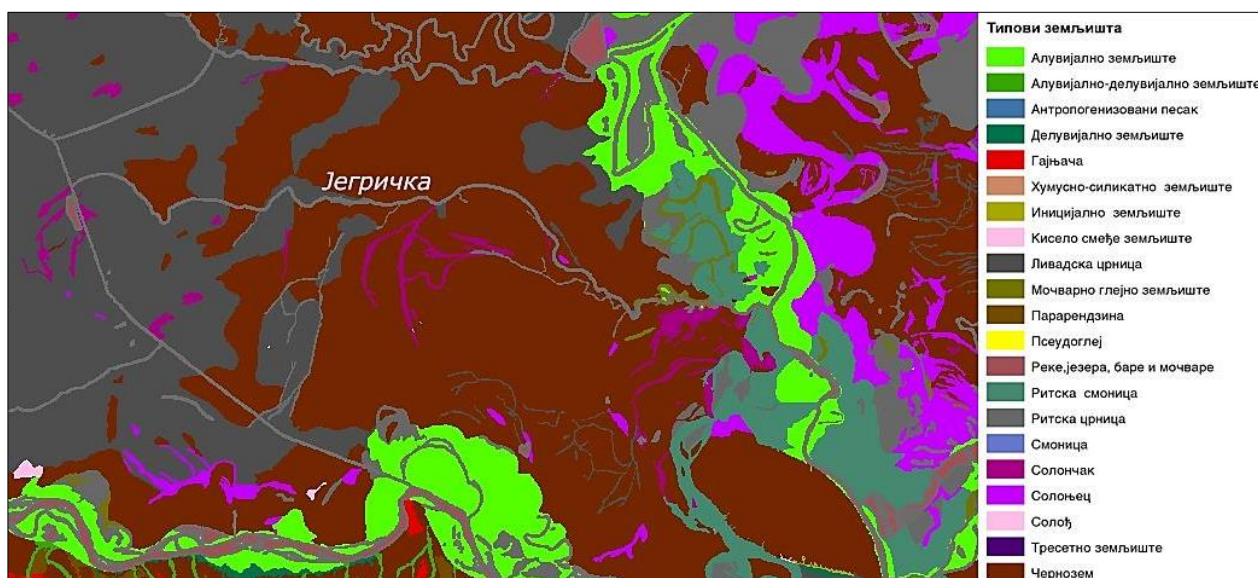 Типови земљишта
Алувијално земљиште
Алувијално-делувијално земљиште
Антропогенизовани песак
Делувијално земљиште
Гајњача
Хумусно-силикатно земљиште
Иницијално земљиште
Кисело смеђе земљиште
Ливадска црница
Мочварно глејно земљиште
Парарендзина
Псеудоглеј
Реке,језера, баре и мочваре
Ритска смоница
Ритска црница
Смоница
Солончак
Солоњец
Солођ
Тресетно земљиште
Чернозем
Јегричка